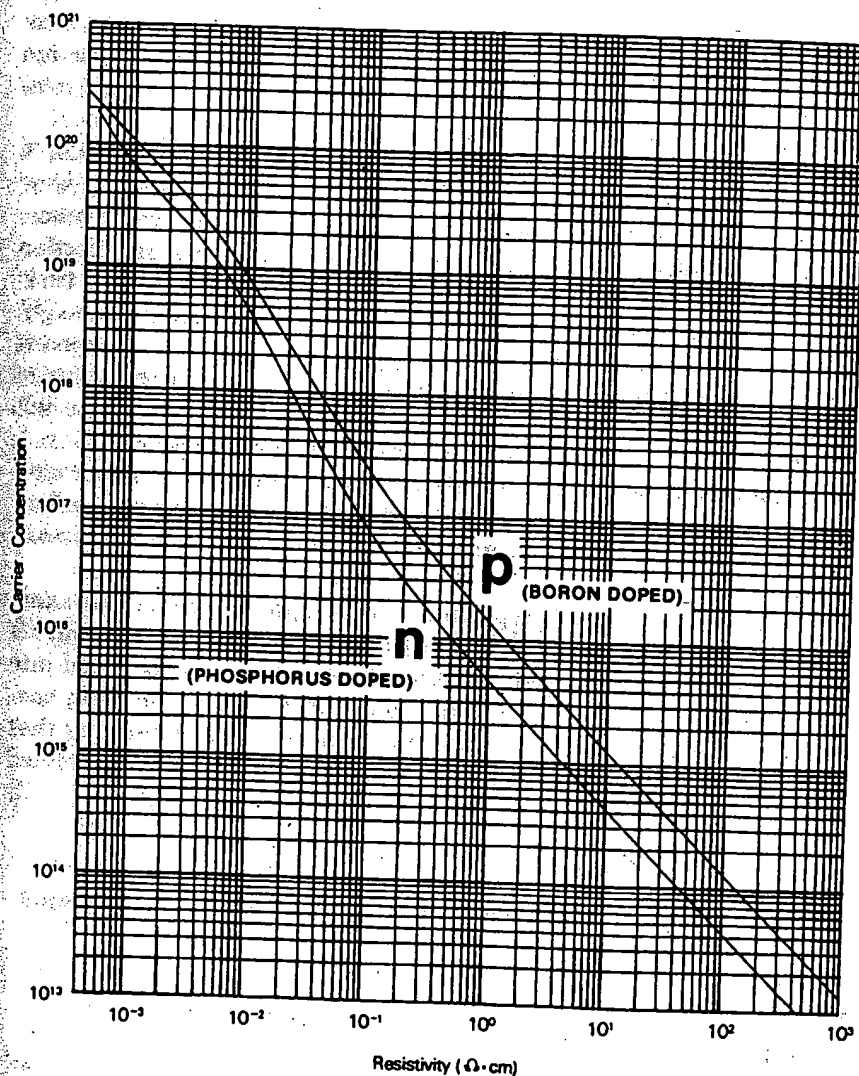 10²¹
10²⁰
10¹⁹
10¹⁸
10¹⁷
10¹⁶
10¹⁵
10¹⁴
10¹³
Carrier Concentration
p
(BORON DOPED)
n
(PHOSPHORUS DOPED)
10⁻³ 10⁻² 10⁻¹ 10⁰ 10¹ 10² 10³
Resistivity (Ω·cm)